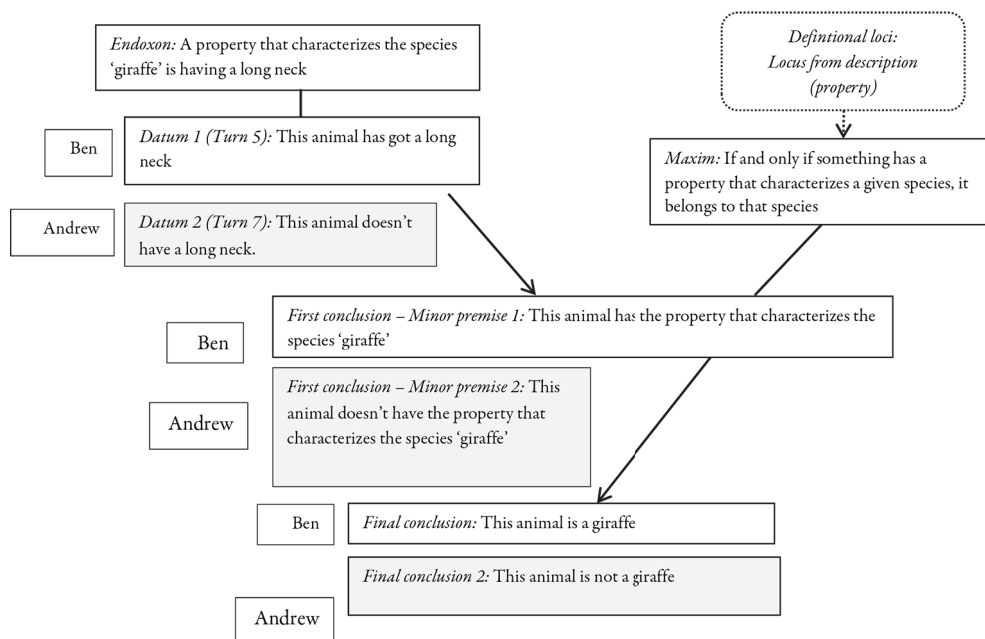 Endoxon: A property that characterizes the species
‘giraffe’ is having a long neck
Defintional loci:
Locus from description
(property)
Ben
Datum 1 (Turn 5): This animal has got a long
neck
Maxim: If and only if something has a
property that characterizes a given species, it
belongs to that species
Andrew
Datum 2 (Turn 7): This animal doesn’t
have a long neck.
Ben
First conclusion – Minor premise 1: This animal has the property that characterizes the
species ‘giraffe’
Andrew
First conclusion – Minor premise 2: This
animal doesn’t have the property that
characterizes the species ‘giraffe’
Ben
Final conclusion: This animal is a giraffe
Final conclusion 2: This animal is not a giraffe
Andrew